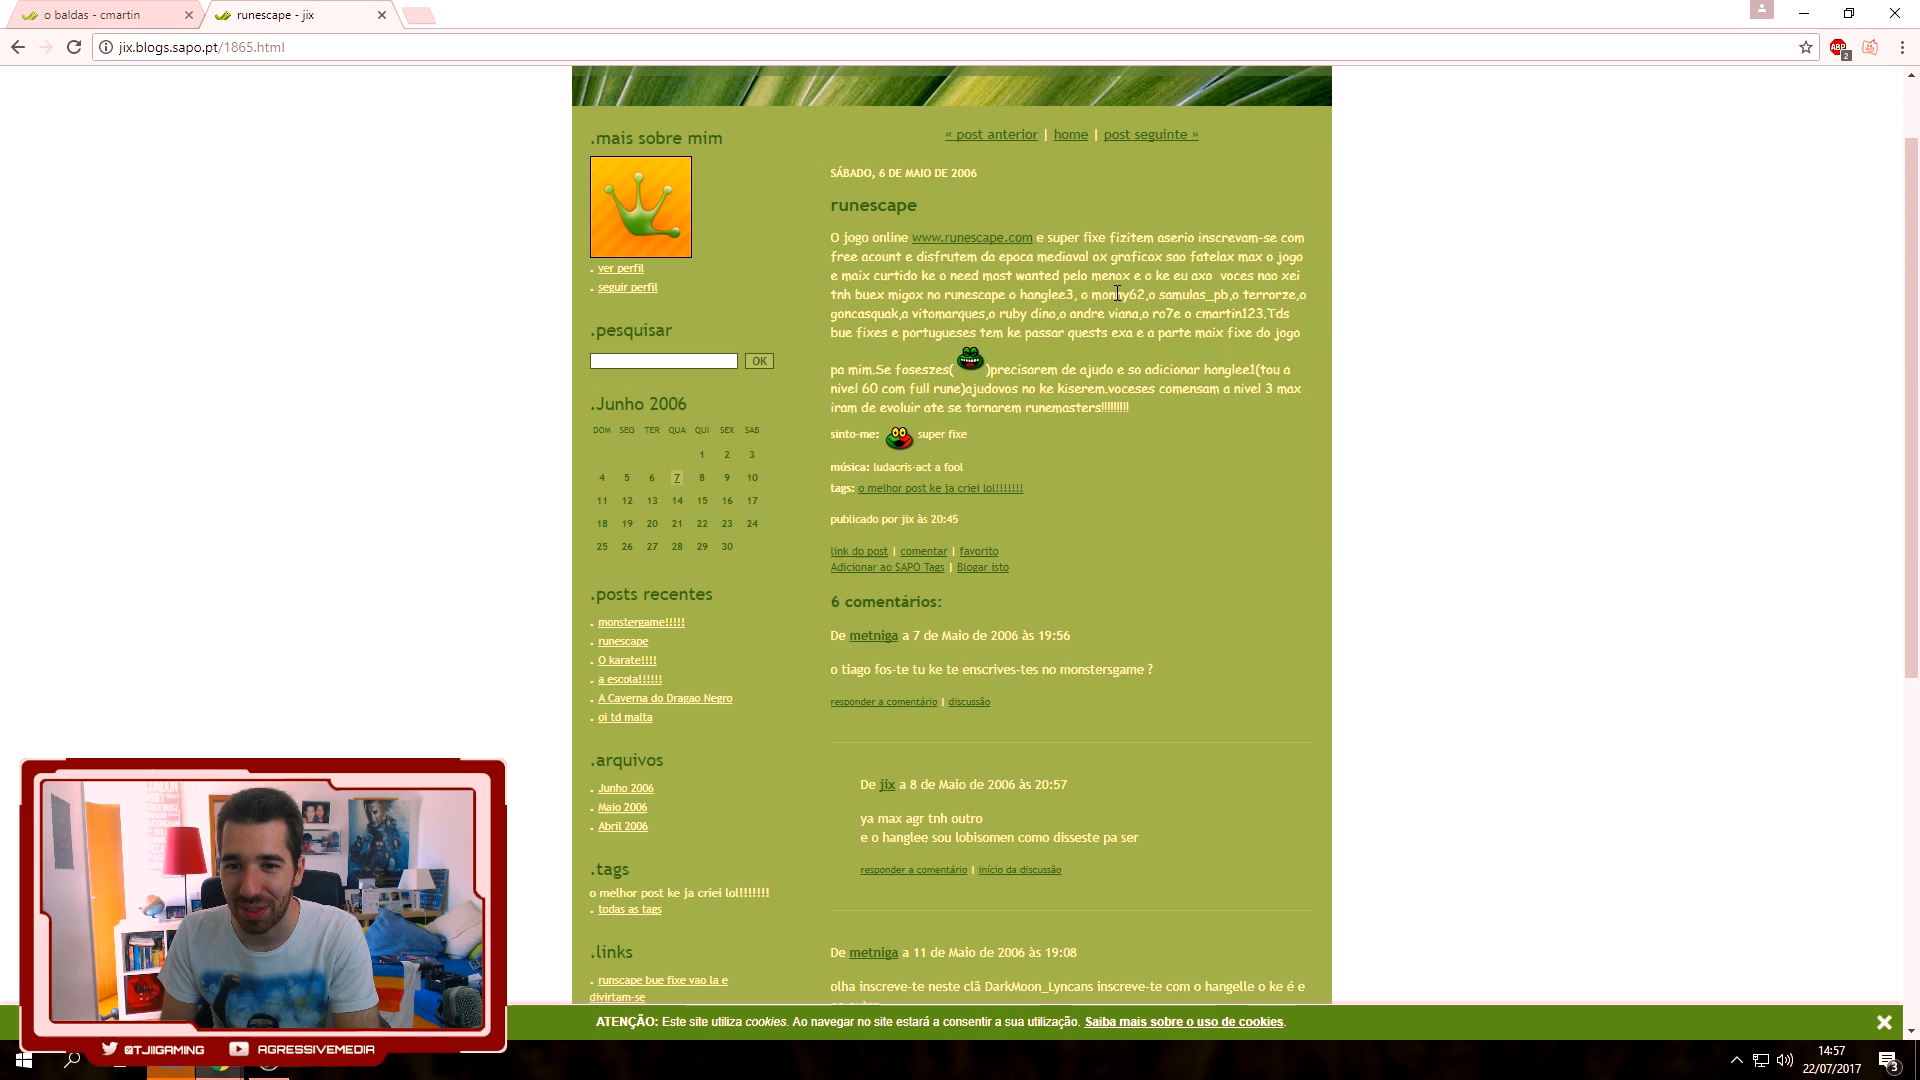 o baldas - cmartin
runescape - jix
jix.blogs.sapo.pt/1865.html
ABP
2
.mais sobre mim
. ver perfil
. seguir perfil
.pesquisar
OK
.Junho 2006
DOM SEG TER QUA QUI SEX SAB
1 2 3
4 5 6 7 8 9 10
11 12 13 14 15 16 17
18 19 20 21 22 23 24
25 26 27 28 29 30
.posts recentes
. monstergame!!!!!
. runescape
. O karate!!!!
. a escola!!!!!!
. A Caverna do Dragao Negro
. oi td malta
.arquivos
. Junho 2006
. Maio 2006
. Abril 2006
.tags
o melhor post ke ja criei lol!!!!!!!
. todas as tags
.links
. runscape bue fixe vao la e
divirtam-se
« post anterior | home | post seguinte »
SÁBADO, 6 DE MAIO DE 2006
runescape
O jogo online www.runescape.com e super fixe fizitem aserio inscrevam-se com
free acount e disfrutem da epoca mediaval ox graficox sao fatelax max o jogo
e maix curtido ke o need most wanted pelo menox e o ke eu axo voces nao xei
tnh buex migox no runescape o hanglee3, o monhy62,o samulas_pb,o terrorze,o
goncasquak,a vitomarques,o ruby dino,o andre viana,o ro7e o cmartin123.Tds
bue fixes e portugueses tem ke passar quests exa e a parte maix fixe do jogo
pa mim.Se foseszes( )precisarem de ajudo e so adicionar hanglee1(tou a
nivel 60 com full rune)ajudovos no ke kiserem.voceses comensam a nivel 3 max
iram de evoluir ate se tornarem runemasters!!!!!!!!!
sinto-me: super fixe
música: ludacris-act a fool
tags: o melhor post ke ja criei lol!!!!!!!
publicado por jix às 20:45
link do post | comentar | favorito
Adicionar ao SAPO Tags | Blogar isto
6 comentários:
De metniga a 7 de Maio de 2006 às 19:56
o tiago fos-te tu ke te enscrives-tes no monstersgame ?
responder a comentário | discussão
De jix a 8 de Maio de 2006 às 20:57
ya max agr tnh outro
e o hanglee sou lobisomen como disseste pa ser
responder a comentário | início da discussão
De metniga a 11 de Maio de 2006 às 19:08
olha inscreve-te neste clã DarkMoon_Lyncans inscreve-te com o hangelle o ke é e
ATENÇÃO: Este site utiliza cookies. Ao navegar no site estará a consentir a sua utilização. Saiba mais sobre o uso de cookies.
LONDON
@TJIIGAMING AGRESSIVEMEDIA
14:57
22/07/2017
3